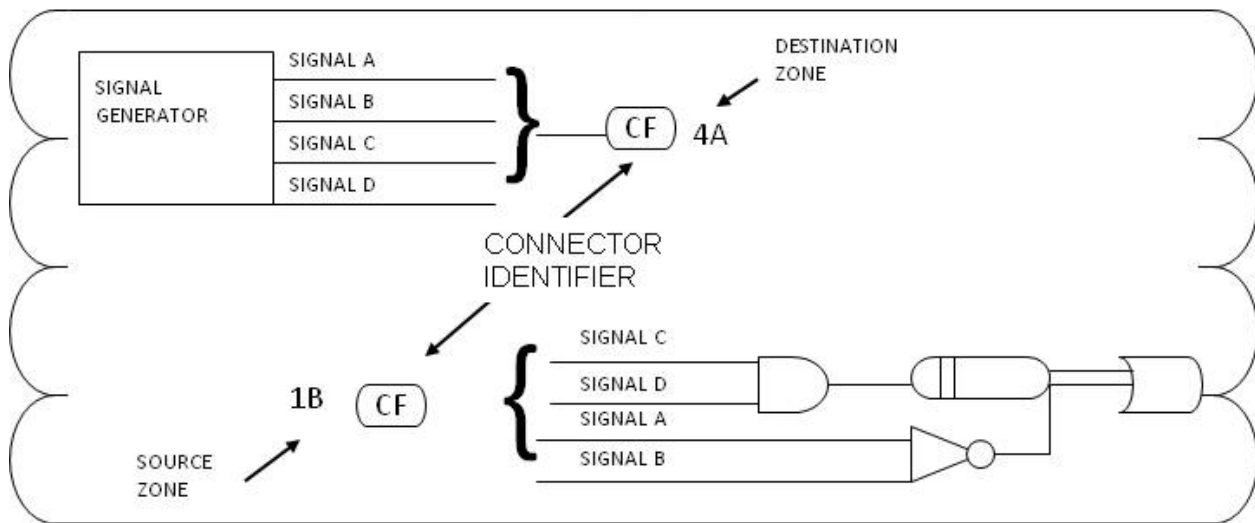 SIGNAL A
SIGNAL
GENERATOR
SIGNAL B
SIGNAL C
SIGNAL D
DESTINATION
ZONE
CF
4A
CONNECTOR
IDENTIFIER
1B
CF
SOURCE
ZONE
SIGNAL C
SIGNAL D
SIGNAL A
SIGNAL B